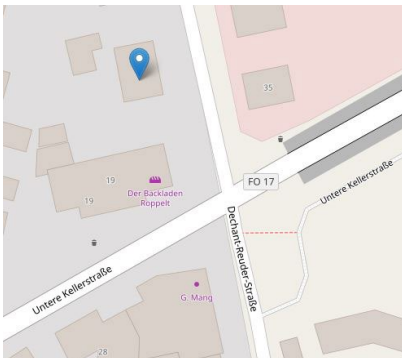 35
19
Der Backladen
Roppelt
19
FO 17
Untere Kellerstraße
Dechant-Reuder-Straße
Untere Kellerstraße
G. Mang
28